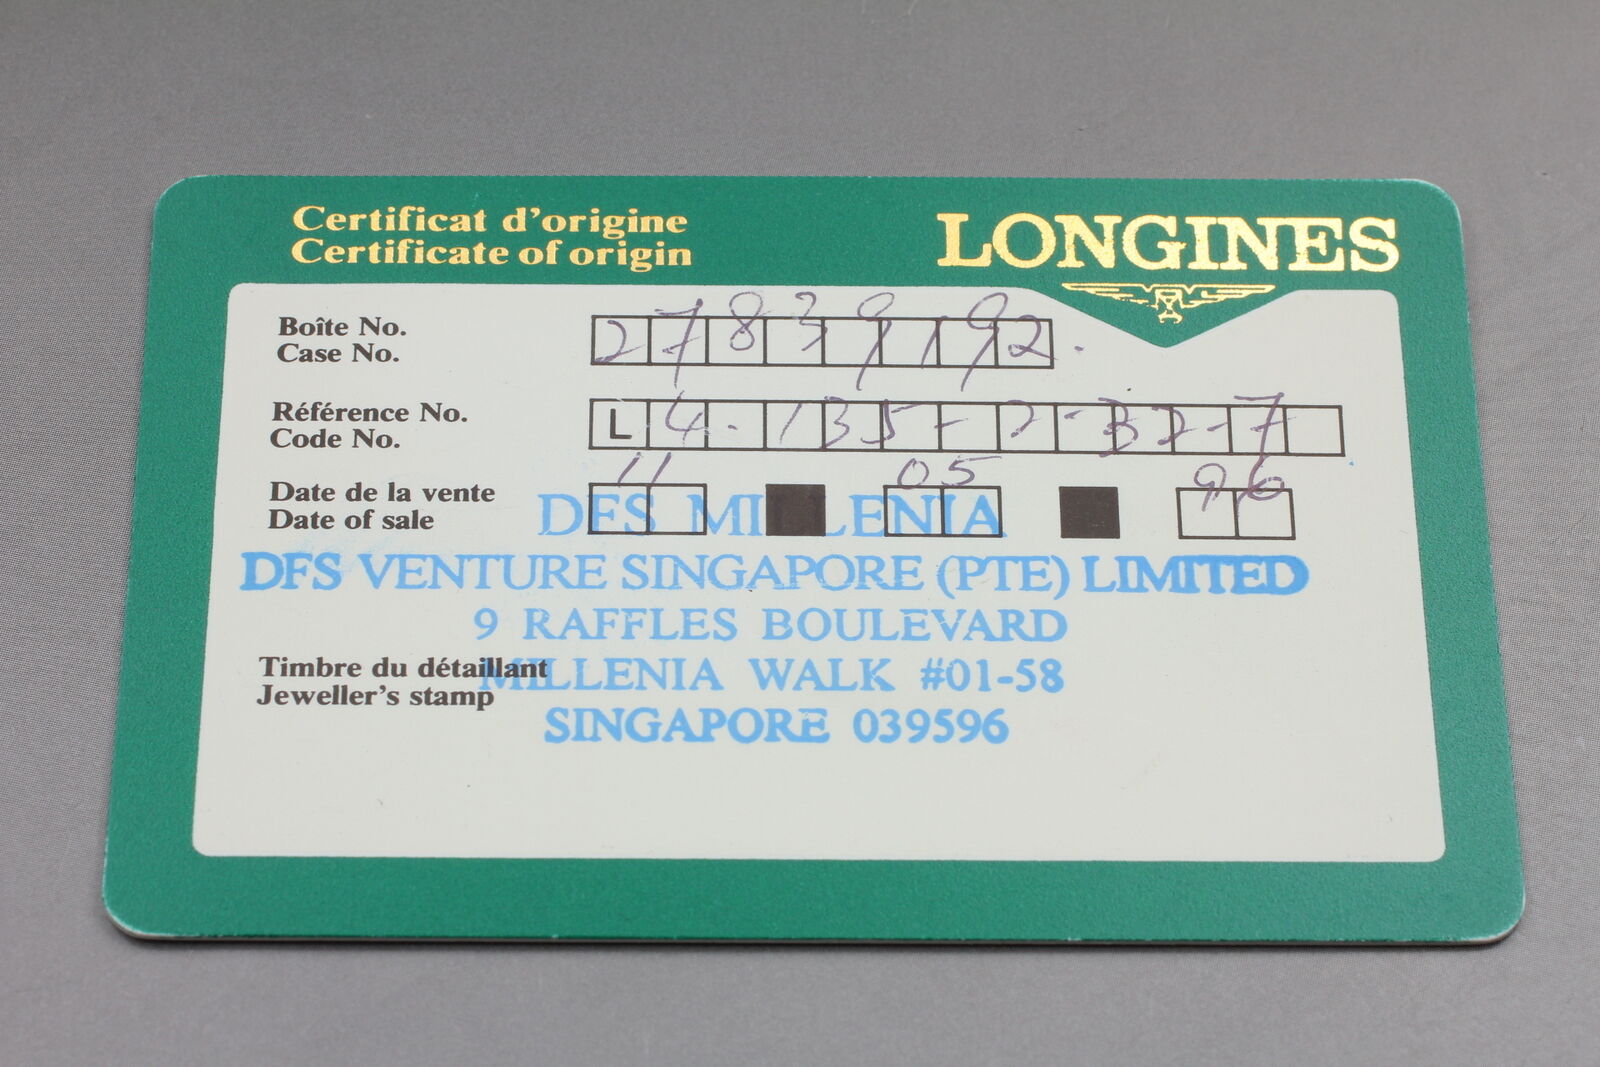 Certificat d'origine
Certificate of origin
LONGINES
Boîte No.
Case No.
27839192
Référence No.
Code No.
L 4.135-2-32-7
Date de la vente
Date of sale
11 05 96
DFS MILLENIA
DFS VENTURE SINGAPORE (PTE) LIMITED
9 RAFFLES BOULEVARD
MILLENIA WALK #01-58
SINGAPORE 039596
Timbre du détaillant
Jeweller's stamp